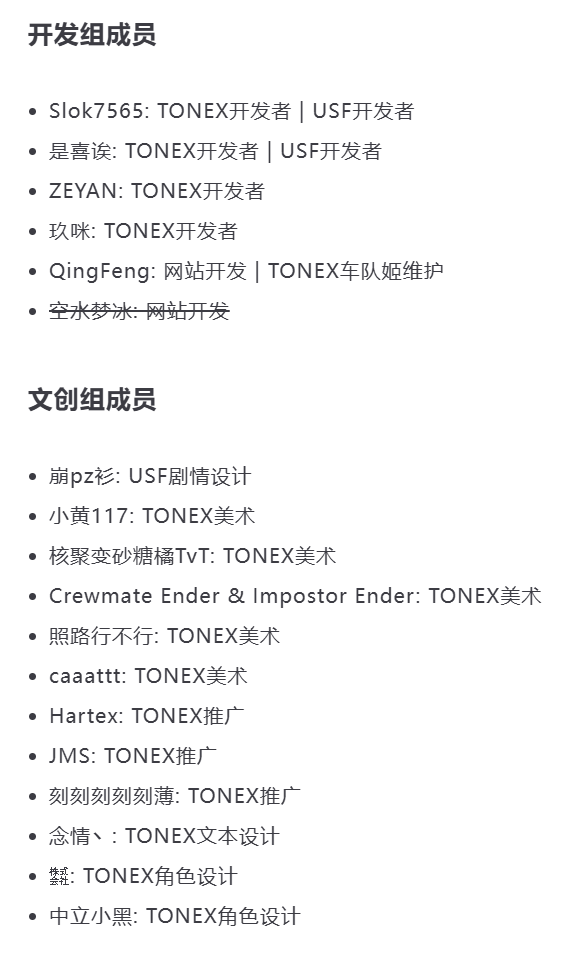 开发组成员
Slok7565: TONEX开发者 | USF开发者
是喜诶: TONEX开发者 | USF开发者
ZEYAN: TONEX开发者
玖咪: TONEX开发者
QingFeng: 网站开发 | TONEX车队姬维护
空水梦冰: 网站开发
文创组成员
崩pz衫: USF剧情设计
小黄117: TONEX美术
核聚变砂糖橘TvT: TONEX美术
Crewmate Ender & Impostor Ender: TONEX美术
照路行不行: TONEX美术
caaattt: TONEX美术
Hartex: TONEX推广
JMS: TONEX推广
刻刻刻刻刻薄: TONEX推广
念情丶: TONEX文本设计
: TONEX角色设计
中立小黑: TONEX角色设计